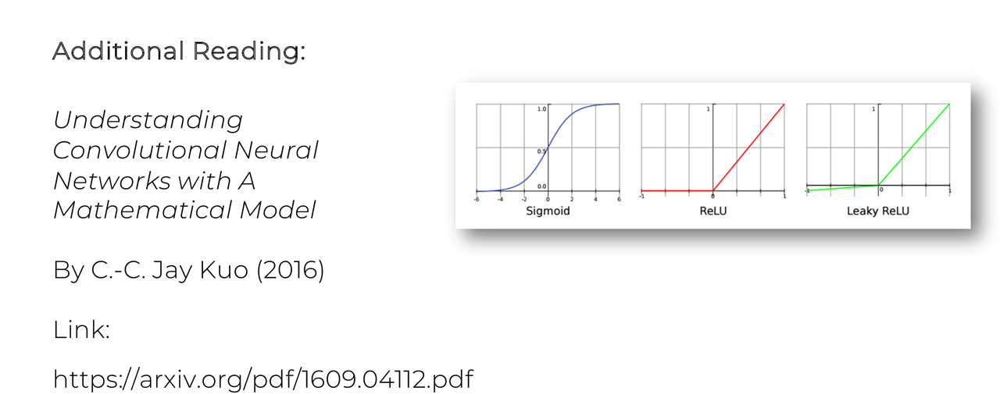 Additional Reading:
Understanding
Convolutional Neural
Networks with A
Mathematical Model
By C.-C. Jay Kuo (2016)
Link:
https://arxiv.org/pdf/1609.04112.pdf
1.0
0.5
0.0
-6 -4 -2 0 2 4 6
Sigmoid
1
-1 0 1
ReLU
1
-1 0 1
Leaky ReLU